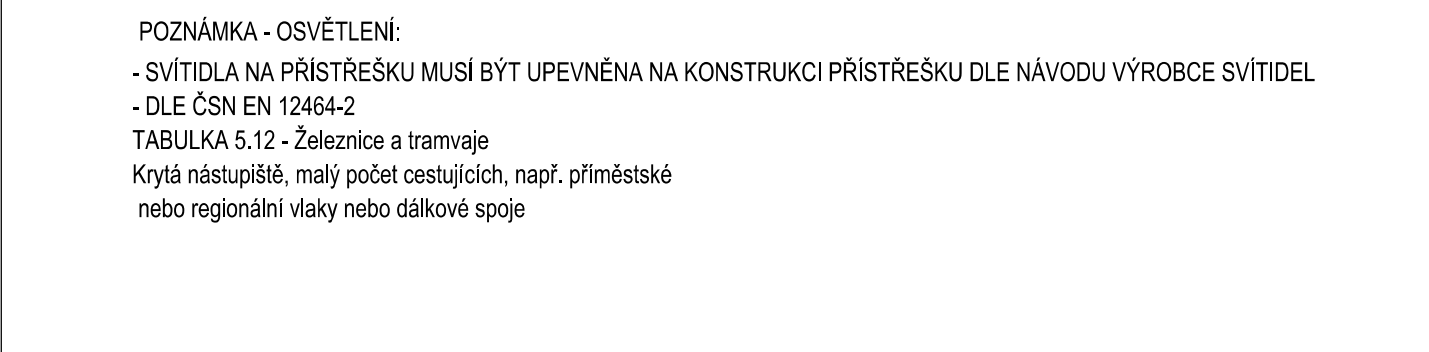 POZNÁMKA - OSVĚTLENÍ:
- SVÍTIDLA NA PŘÍSTŘEŠKU MUSÍ BÝT UPEVNĚNA NA KONSTRUKCI PŘÍSTŘEŠKU DLE NÁVODU VÝROBCE SVÍTIDEL
- DLE ČSN EN 12464-2
TABULKA 5.12 - Železnice a tramvaje
Krytá nástupiště, malý počet cestujících, např. příměstské
nebo regionální vlaky nebo dálkové spoje